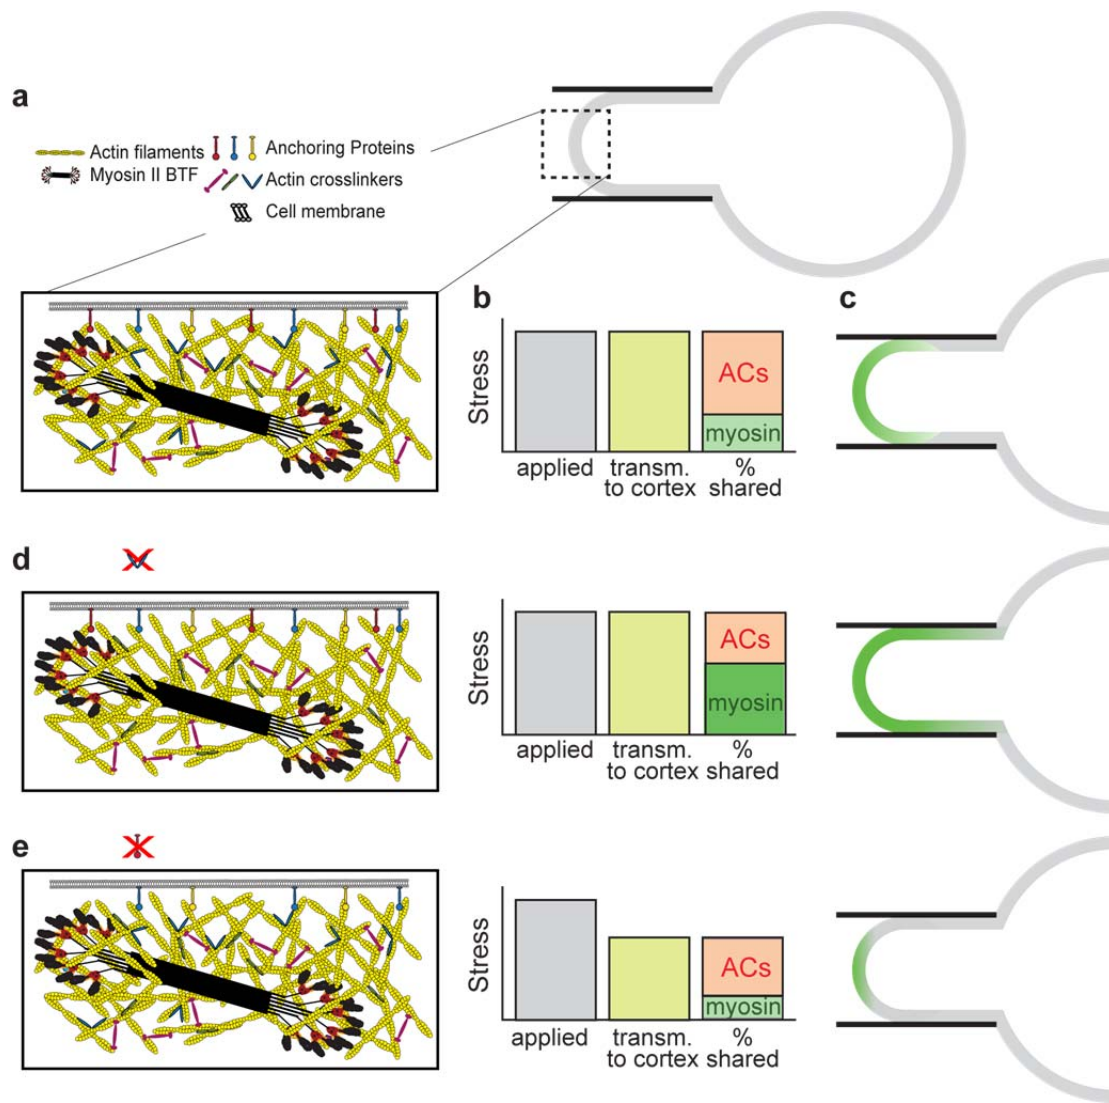 a
Actin filaments
Anchoring Proteins
Myosin II BTF
Actin crosslinkers
Cell membrane
b
c
Stress
ACs
myosin
applied
transm.
to cortex
%
shared
d
Stress
ACs
myosin
applied
transm.
to cortex
%
shared
e
Stress
ACs
myosin
applied
transm.
to cortex
%
shared